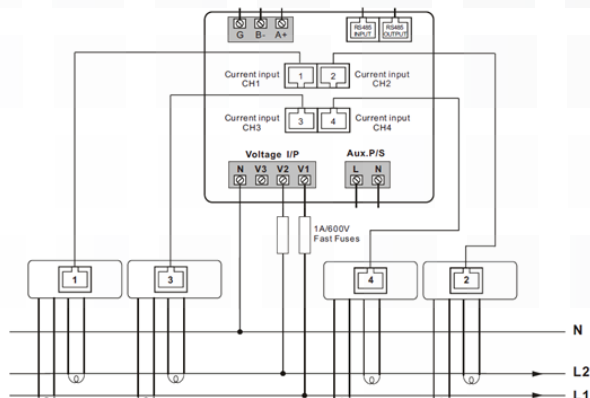 G B- A+
RS485 INPUT
RS485 OUTPUT
Current input CH1
1 2
Current input CH2
Current input CH3
3 4
Current input CH4
Voltage I/P
Aux.P/S
N V3 V2 V1
L N
1A/600V
Fast Fuses
1
3
4
2
N
L2
L1